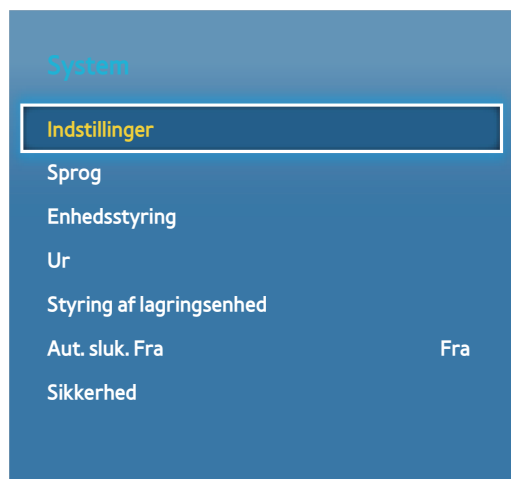 System
Indstillinger
Sprog
Enhedsstyring
Ur
Styring af lagringsenhed
Aut. sluk. Fra Fra
Sikkerhed